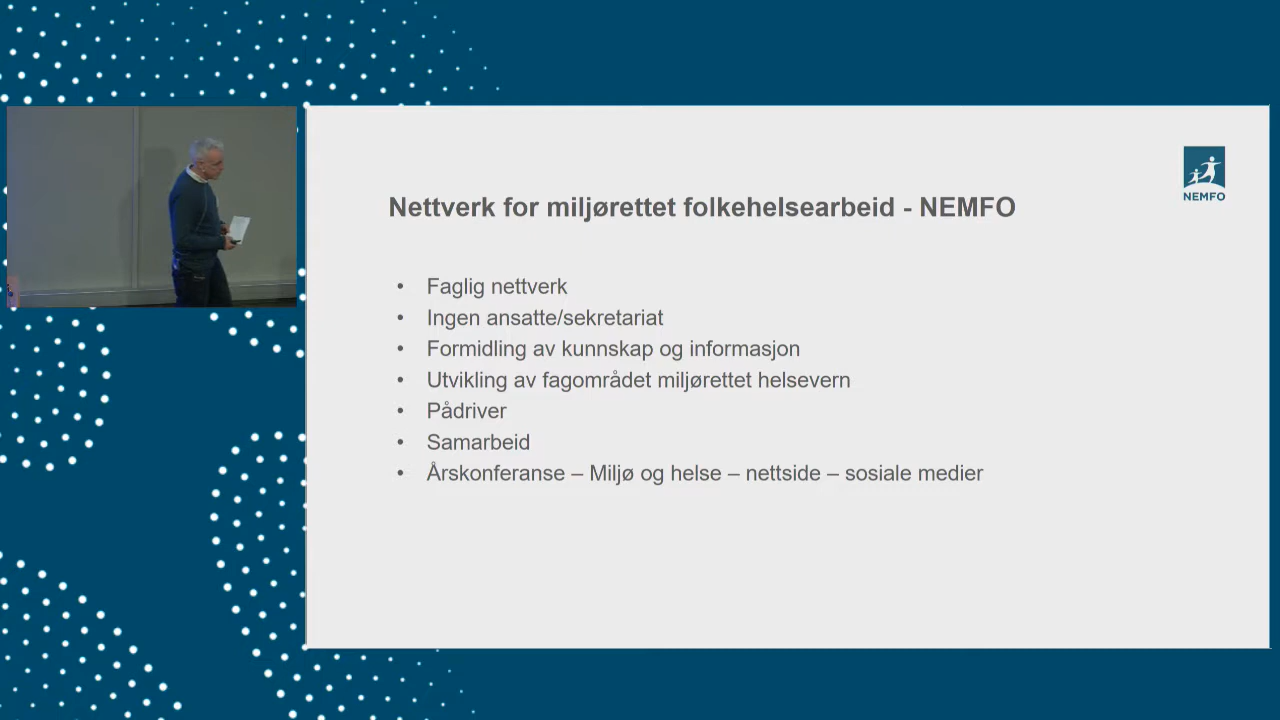 Nettverk for miljørettet folkehelsearbeid - NEMFO
NEMFO
• Faglig nettverk
• Ingen ansatte/sekretariat
• Formidling av kunnskap og informasjon
• Utvikling av fagområdet miljørettet helsevern
• Pådriver
• Samarbeid
• Årskonferanse – Miljø og helse – nettside – sosiale medier